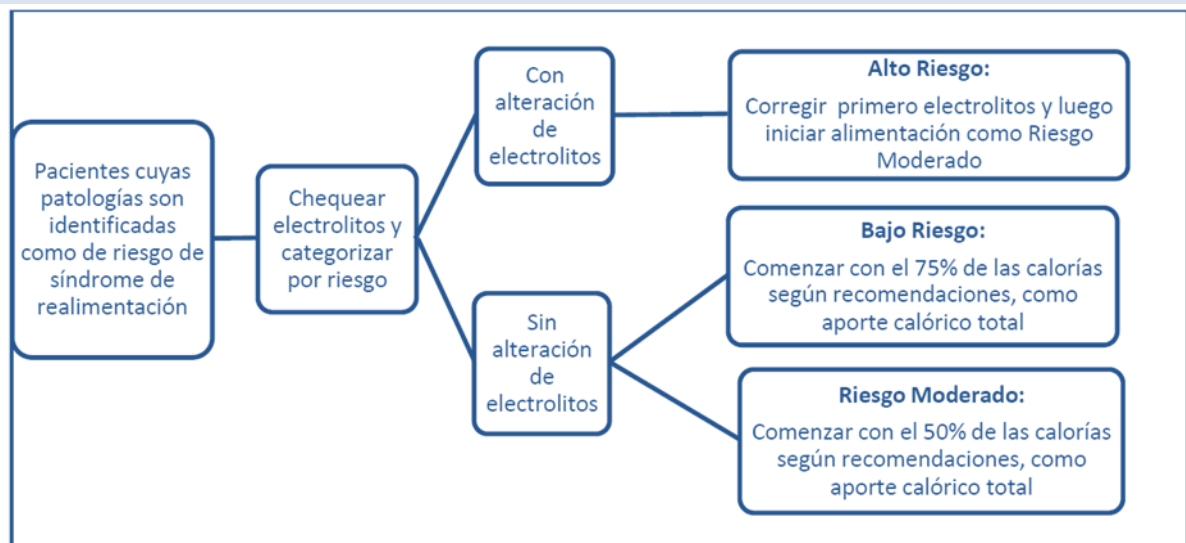 Pacientes cuyas
patologías son
identificadas
como de riesgo de
síndrome de
realimentación
Chequear
electrolitos y
categorizar
por riesgo
Con
alteración
de
electrolitos
Alto Riesgo:
Corregir primero electrolitos y luego
iniciar alimentación como Riesgo
Moderado
Sin
alteración
de
electrolitos
Bajo Riesgo:
Comenzar con el 75% de las calorías
según recomendaciones, como
aporte calórico total
Riesgo Moderado:
Comenzar con el 50% de las calorías
según recomendaciones, como
aporte calórico total